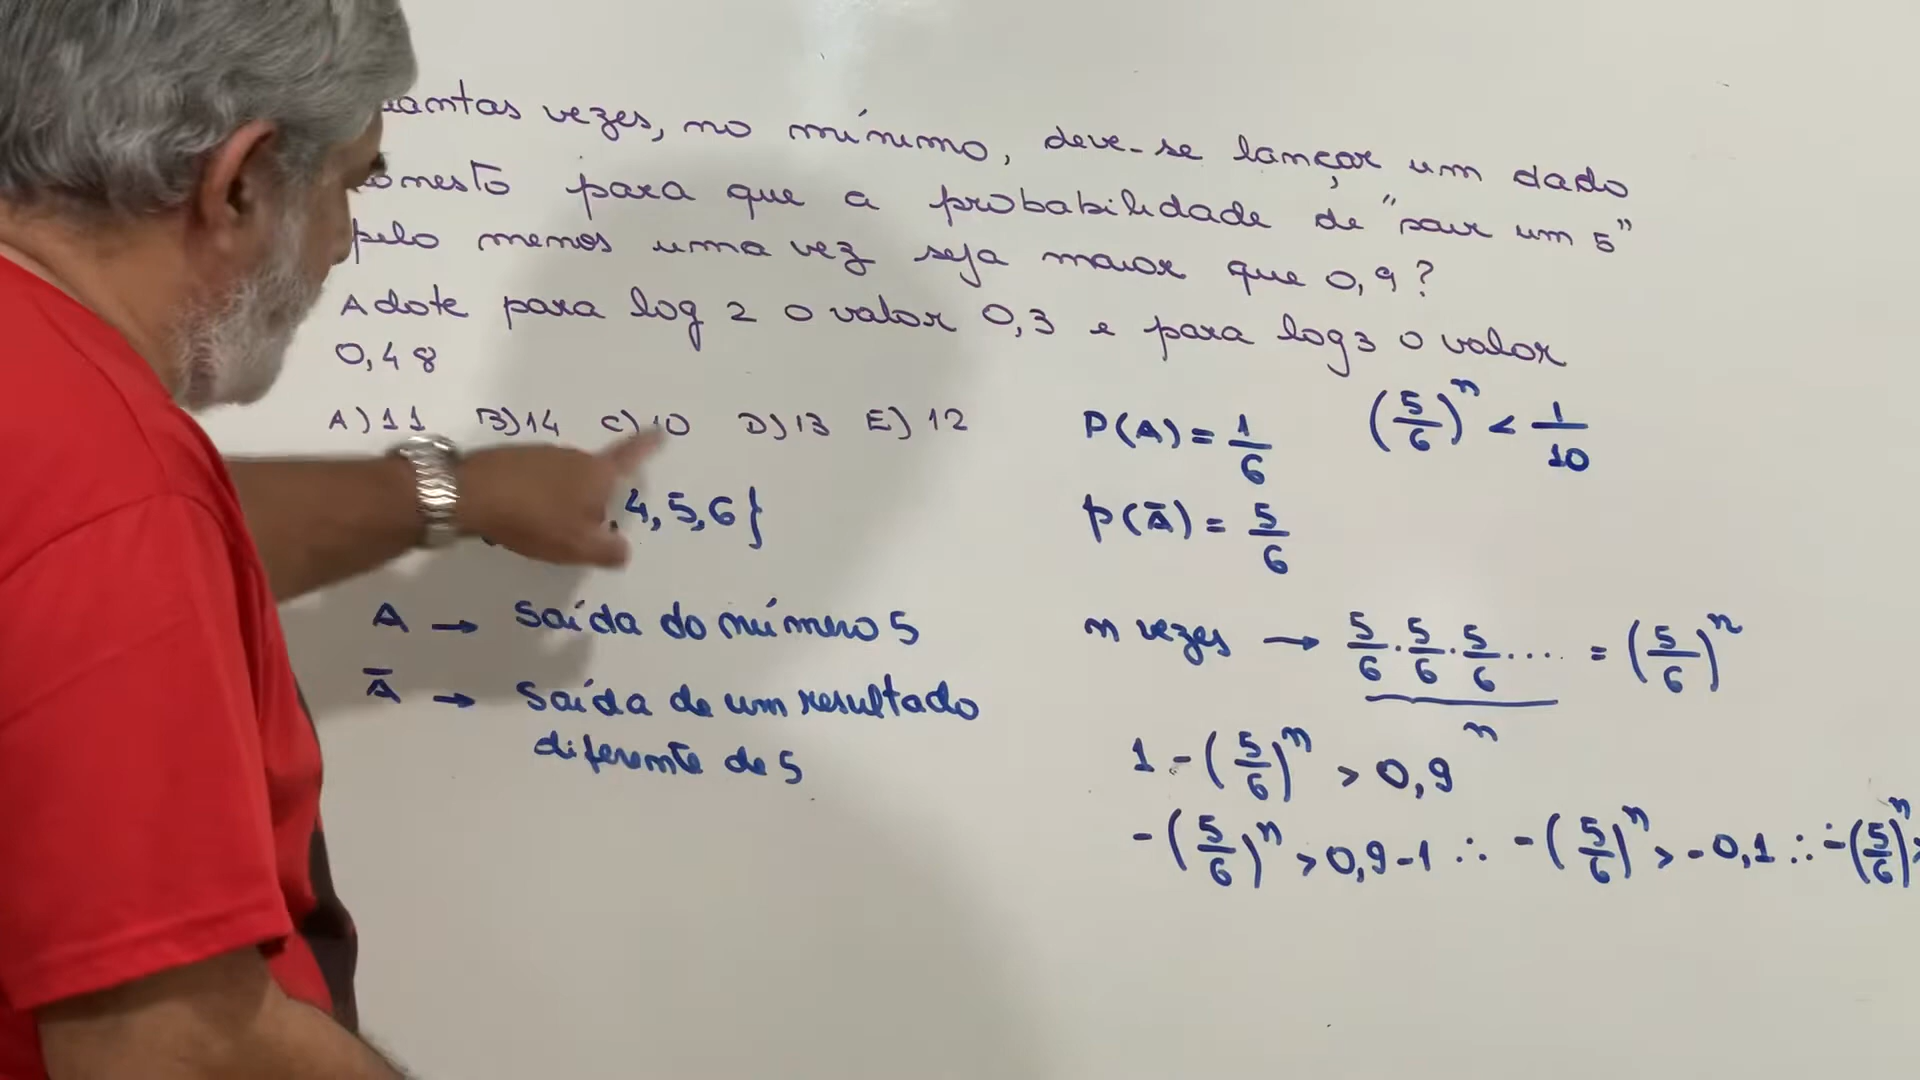 vezes, no mínimo, deve-se lançar um dado
para que a probabilidade de "sair um 5"
pelo menos uma vez seja maior que 0,9?
Adote para log 2 o valor 0,3 e para log 3 o valor
0,48
A) 11 B) 14 C) 10 D) 13 E) 12
P(A) = 1/6
(5/6)^n < 1/10
,4,5,6}
p(Ā) = 5/6
A → Saída do número 5
n vezes → 5/6 . 5/6 . 5/6 . .... = (5/6)^n
n
Ā → Saída de um resultado
diferente de 5
1 - (5/6)^n > 0,9
-(5/6)^n > 0,9-1 ∴ -(5/6)^n > -0,1 ∴ -(5/6)^n >